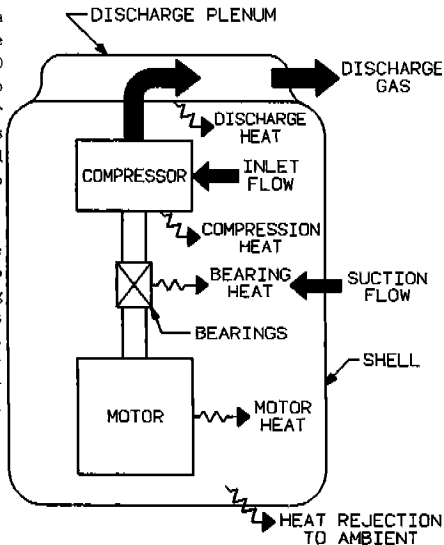 DISCHARGE PLENUM
DISCHARGE
GAS
DISCHARGE
HEAT
COMPRESSOR
INLET
FLOW
COMPRESSION
HEAT
BEARING
HEAT
SUCTION
FLOW
BEARINGS
SHELL
MOTOR
MOTOR
HEAT
HEAT REJECTION
TO AMBIENT